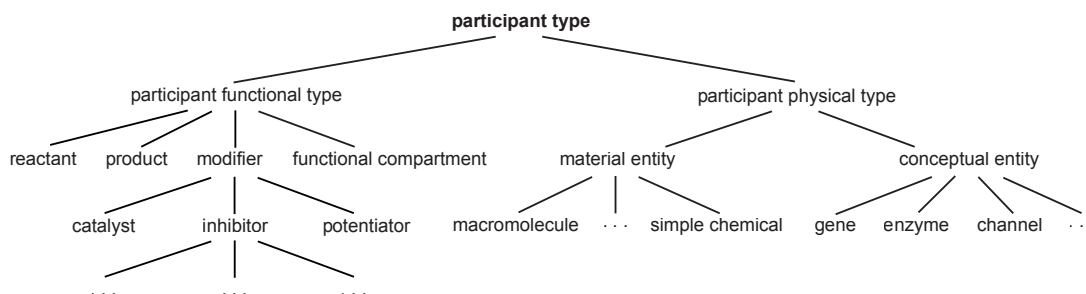 participant type
participant functional type participant physical type
reactant product modifier functional compartment material entity conceptual entity
catalyst inhibitor potentiator macromolecule . . . simple chemical gene enzyme channel . .